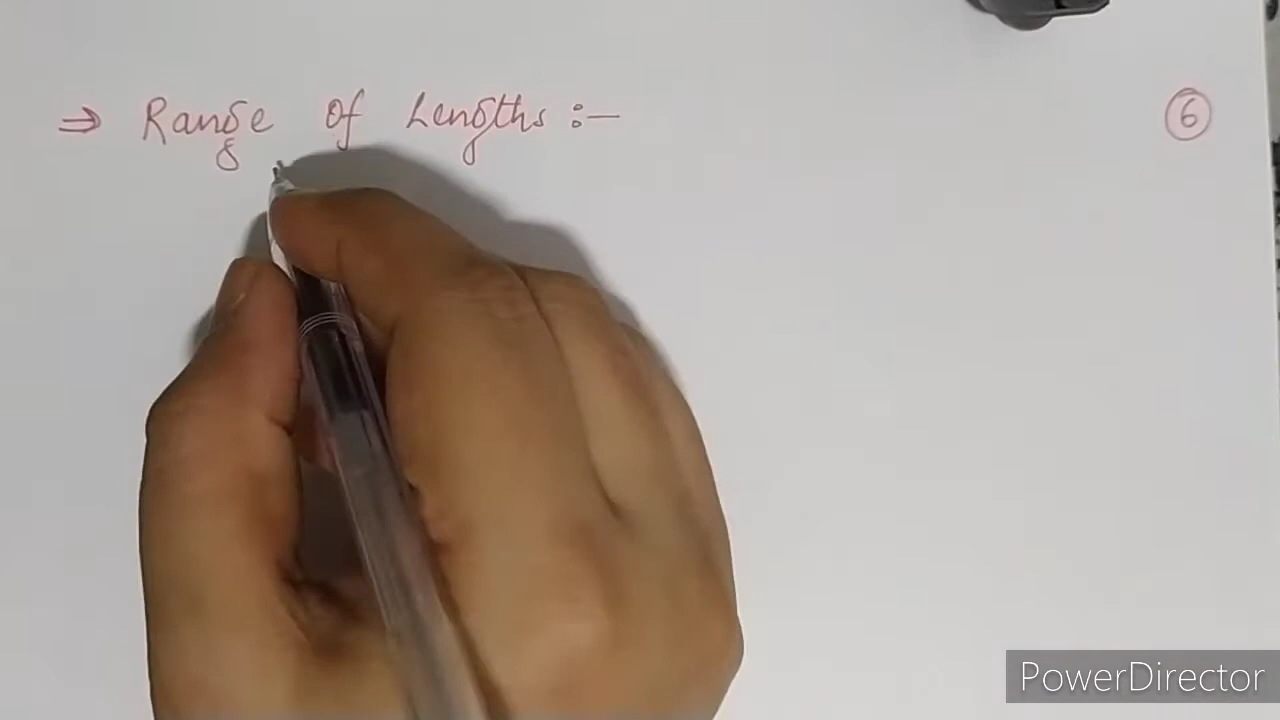 ⇒ Range Of Lengths :- 6
PowerDirector